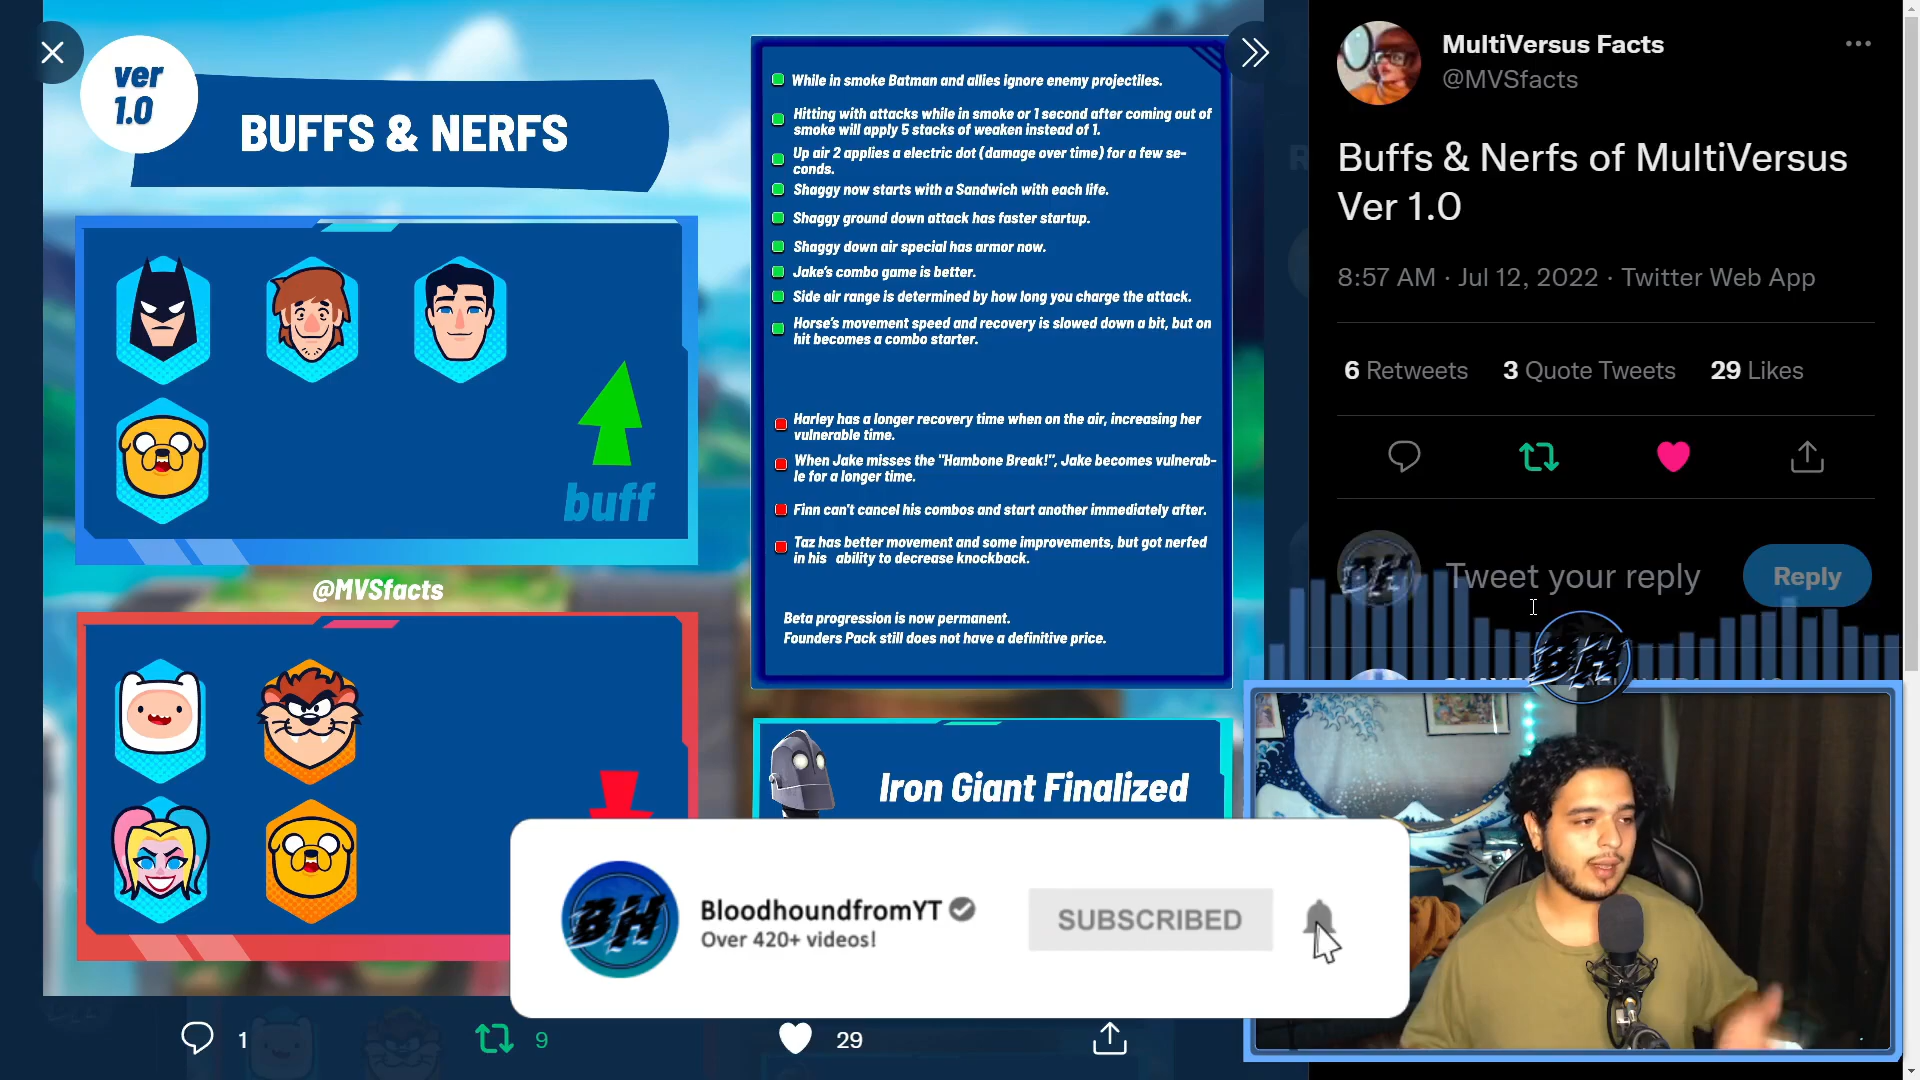 ver
1.0
BUFFS & NERFS
buff
@MVSfacts
While in smoke Batman and allies ignore enemy projectiles.
Hitting with attacks while in smoke or 1 second after coming out of
smoke will apply 5 stacks of weaken instead of 1.
Up air 2 applies a electric dot (damage over time) for a few se-
conds.
Shaggy now starts with a Sandwich with each life.
Shaggy ground down attack has faster startup.
Shaggy down air special has armor now.
Jake's combo game is better.
Side air range is determined by how long you charge the attack.
Horse's movement speed and recovery is slowed down a bit, but on
hit becomes a combo starter.
Harley has a longer recovery time when on the air, increasing her
vulnerable time.
When Jake misses the "Hambone Break!", Jake becomes vulnerab-
le for a longer time.
Finn can't cancel his combos and start another immediately after.
Taz has better movement and some improvements, but got nerfed
in his ability to decrease knockback.
Beta progression is now permanent.
Founders Pack still does not have a definitive price.
Iron Giant Finalized
MultiVersus Facts
@MVSfacts
Buffs & Nerfs of MultiVersus
Ver 1.0
8:57 AM · Jul 12, 2022 · Twitter Web App
6 Retweets 3 Quote Tweets 29 Likes
Tweet your reply
Reply
BH
BH
BH
BloodhoundfromYT
Over 420+ videos!
SUBSCRIBED
1
9
29